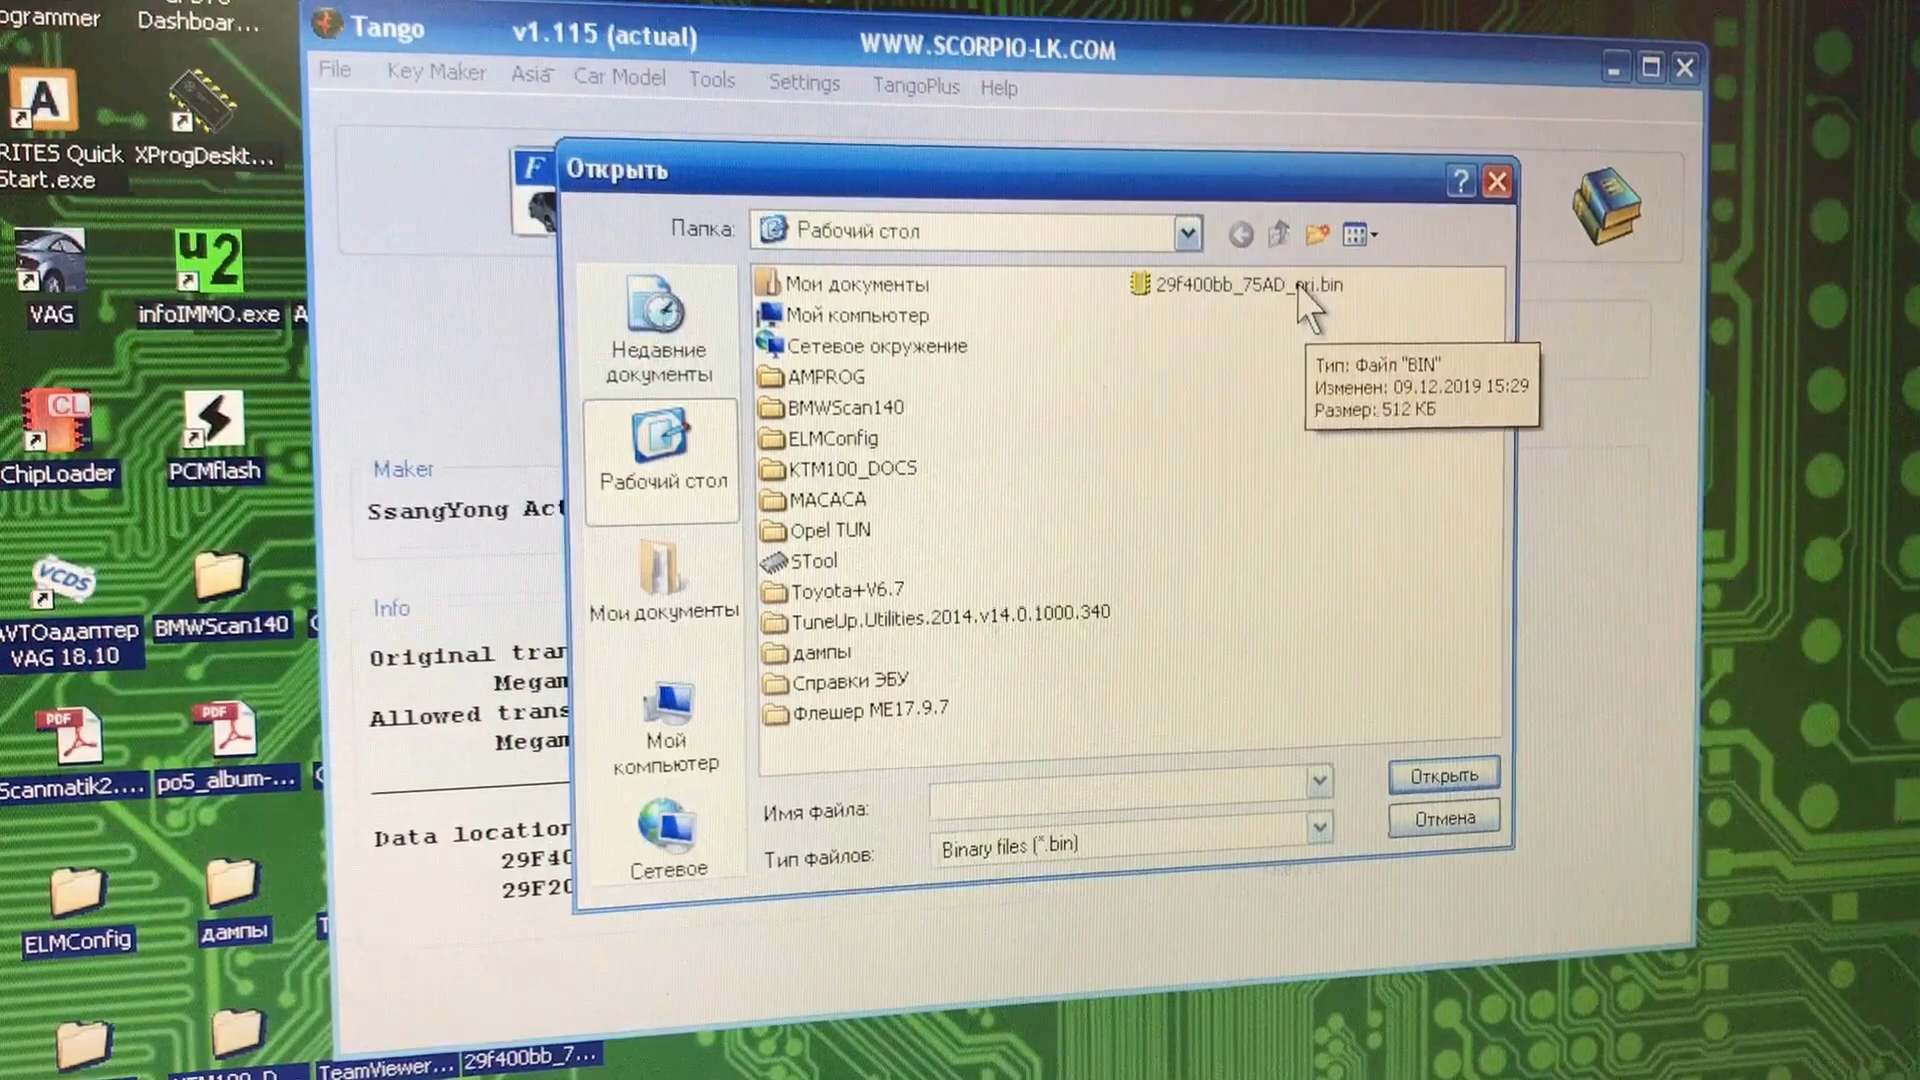 ogrammer
Dashboar...
RITES Quick
Start.exe
XProgDeskt...
VAG
u2
infoIMMO.exe
A
CL
ChipLoader
PCMflash
VCDS
AVTOадаптер
VAG 18.10
BMWScan140
PDF
Scanmatik2....
PDF
po5_album-...
ELMConfig
дампы
TeamViewer...
29f400bb_7...
Tango
v1.115 (actual)
WWW.SCORPIO-LK.COM
File
Key Maker
Asia
Car Model
Tools
Settings
TangoPlus
Help
F
Maker
SsangYong Act
Info
Original tran
Megan
Allowed trans
Megan
Data location
29F40
29F20
Открыть
Папка:
Рабочий стол
Недавние
документы
Рабочий стол
Мои документы
Мой
компьютер
Сетевое
Мои документы
Мой компьютер
Сетевое окружение
AMPROG
BMWScan140
ELMConfig
KTM100_DOCS
MACACA
Opel TUN
STool
Toyota+V6.7
TuneUp.Utilities.2014.v14.0.1000.340
дампы
Справки ЭБУ
Флешер ME17.9.7
29f400bb_75AD_ori.bin
Тип: Файл "BIN"
Изменен: 09.12.2019 15:29
Размер: 512 КБ
Имя файла:
Открыть
Тип файлов:
Binary files (*.bin)
Отмена